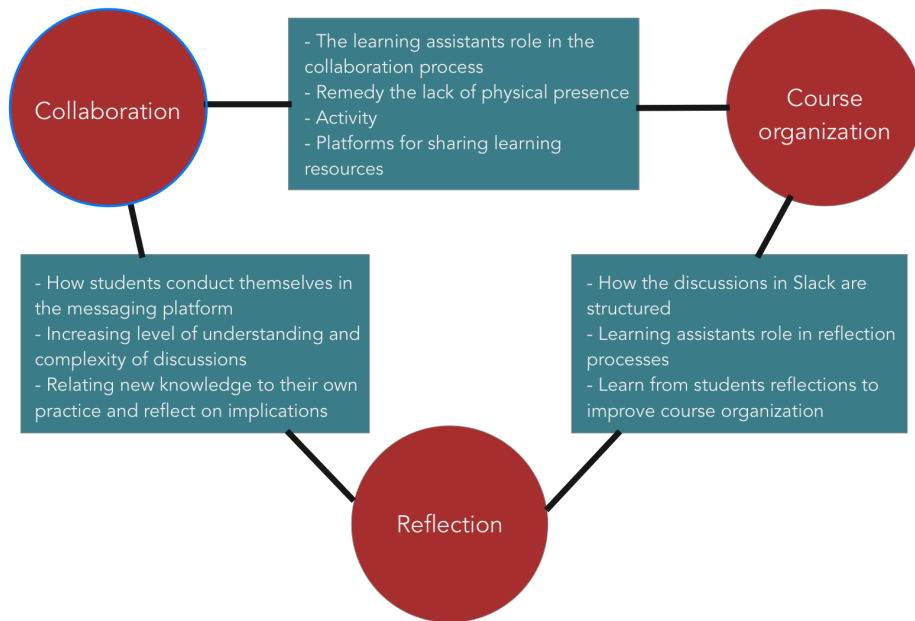 Collaboration
- The learning assistants role in the
collaboration process
- Remedy the lack of physical presence
- Activity
- Platforms for sharing learning
resources
Course
organization
- How students conduct themselves in
the messaging platform
- Increasing level of understanding and
complexity of discussions
- Relating new knowledge to their own
practice and reflect on implications
- How the discussions in Slack are
structured
- Learning assistants role in reflection
processes
- Learn from students reflections to
improve course organization
Reflection